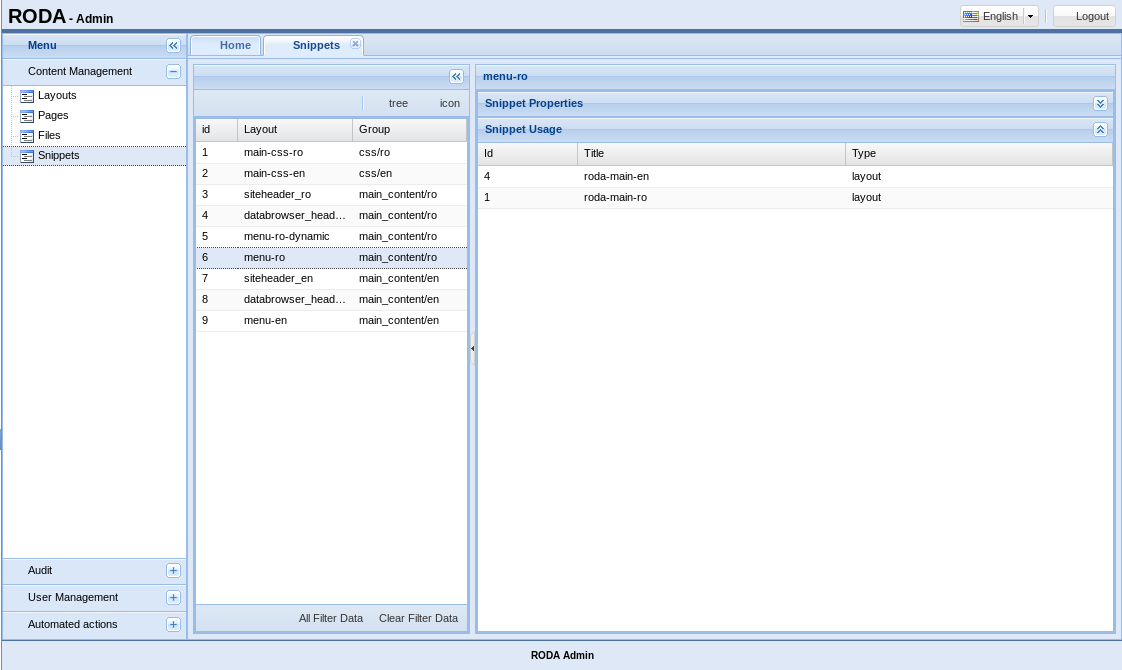 RODA - Admin
English
Logout
Menu
Home
Snippets
Content Management
Layouts
Pages
Files
Snippets
Audit
User Management
Automated actions
tree icon
id Layout Group
1 main-css-ro css/ro
2 main-css-en css/en
3 siteheader_ro main_content/ro
4 databrowser_head... main_content/ro
5 menu-ro-dynamic main_content/ro
6 menu-ro main_content/ro
7 siteheader_en main_content/en
8 databrowser_head... main_content/en
9 menu-en main_content/en
All Filter Data Clear Filter Data
menu-ro
Snippet Properties
Snippet Usage
Id Title Type
4 roda-main-en layout
1 roda-main-ro layout
RODA Admin